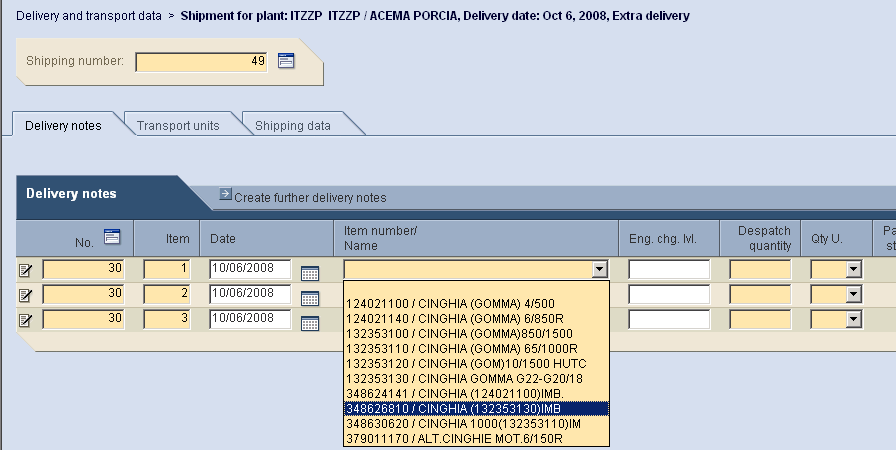 Delivery and transport data > Shipment for plant: ITZZP ITZZP / ACEMA PORCIA, Delivery date: Oct 6, 2008, Extra delivery
Shipping number: 49
Delivery notes Transport units Shipping data
Delivery notes Create further delivery notes
No. Item Date Item number/ Name Eng. chg. lvl. Despatch quantity Qty U. Pa st
30 1 10/06/2008
30 2 10/06/2008
30 3 10/06/2008
124021100 / CINGHIA (GOMMA) 4/500
124021140 / CINGHIA (GOMMA) 6/850R
132353100 / CINGHIA (GOMMA)850/1500
132353110 / CINGHIA (GOMMA) 65/1000R
132353120 / CINGHIA (GOM)10/1500 HUTC
132353130 / CINGHIA GOMMA G22-G20/18
348624141 / CINGHIA (124021100)IMB.
348626810 / CINGHIA (132353130)IMB
348630620 / CINGHIA 1000(132353110)IM
379011170 / ALT.CINGHIE MOT.6/150R